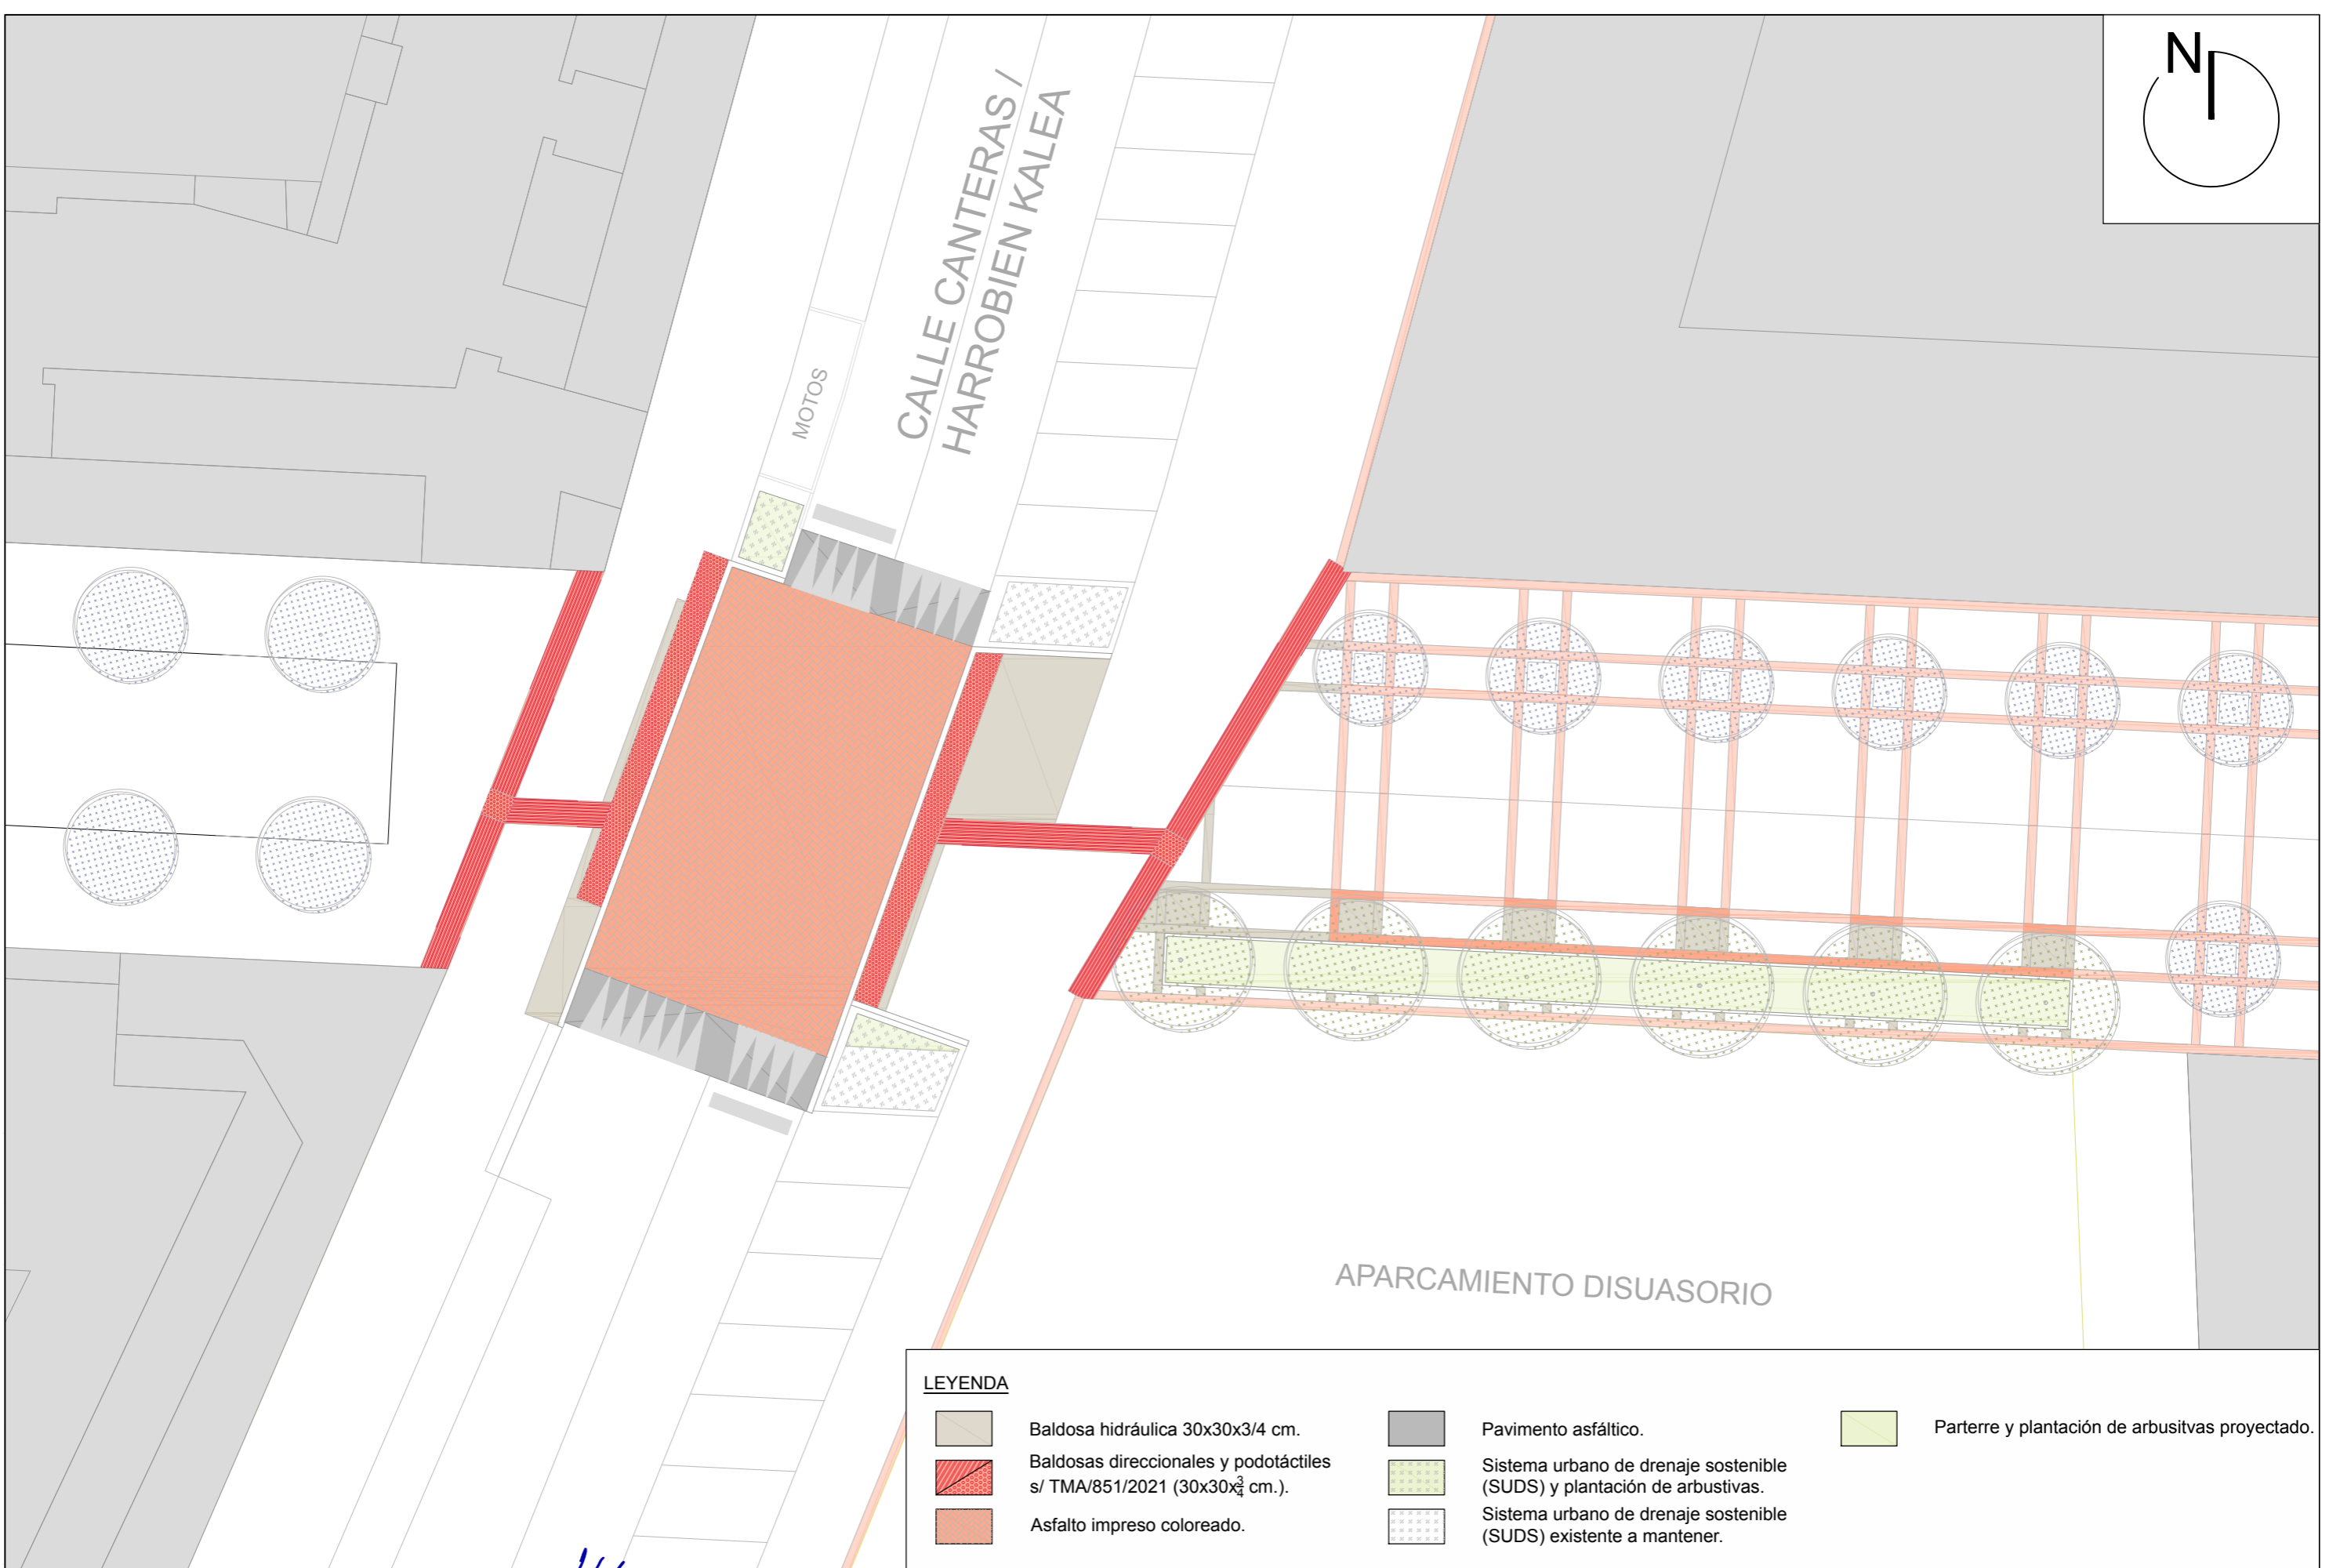 N
CALLE CANTERAS /
HARROBIEN KALEA
MOTOS
APARCAMIENTO DISUASORIO
LEYENDA
Baldosa hidráulica 30x30x3/4 cm.
Baldosas direccionales y podotáctiles
s/ TMA/851/2021 (30x30x3/4 cm.).
Asfalto impreso coloreado.
Pavimento asfáltico.
Sistema urbano de drenaje sostenible
(SUDS) y plantación de arbustivas.
Sistema urbano de drenaje sostenible
(SUDS) existente a mantener.
Parterre y plantación de arbusitvas proyectado.